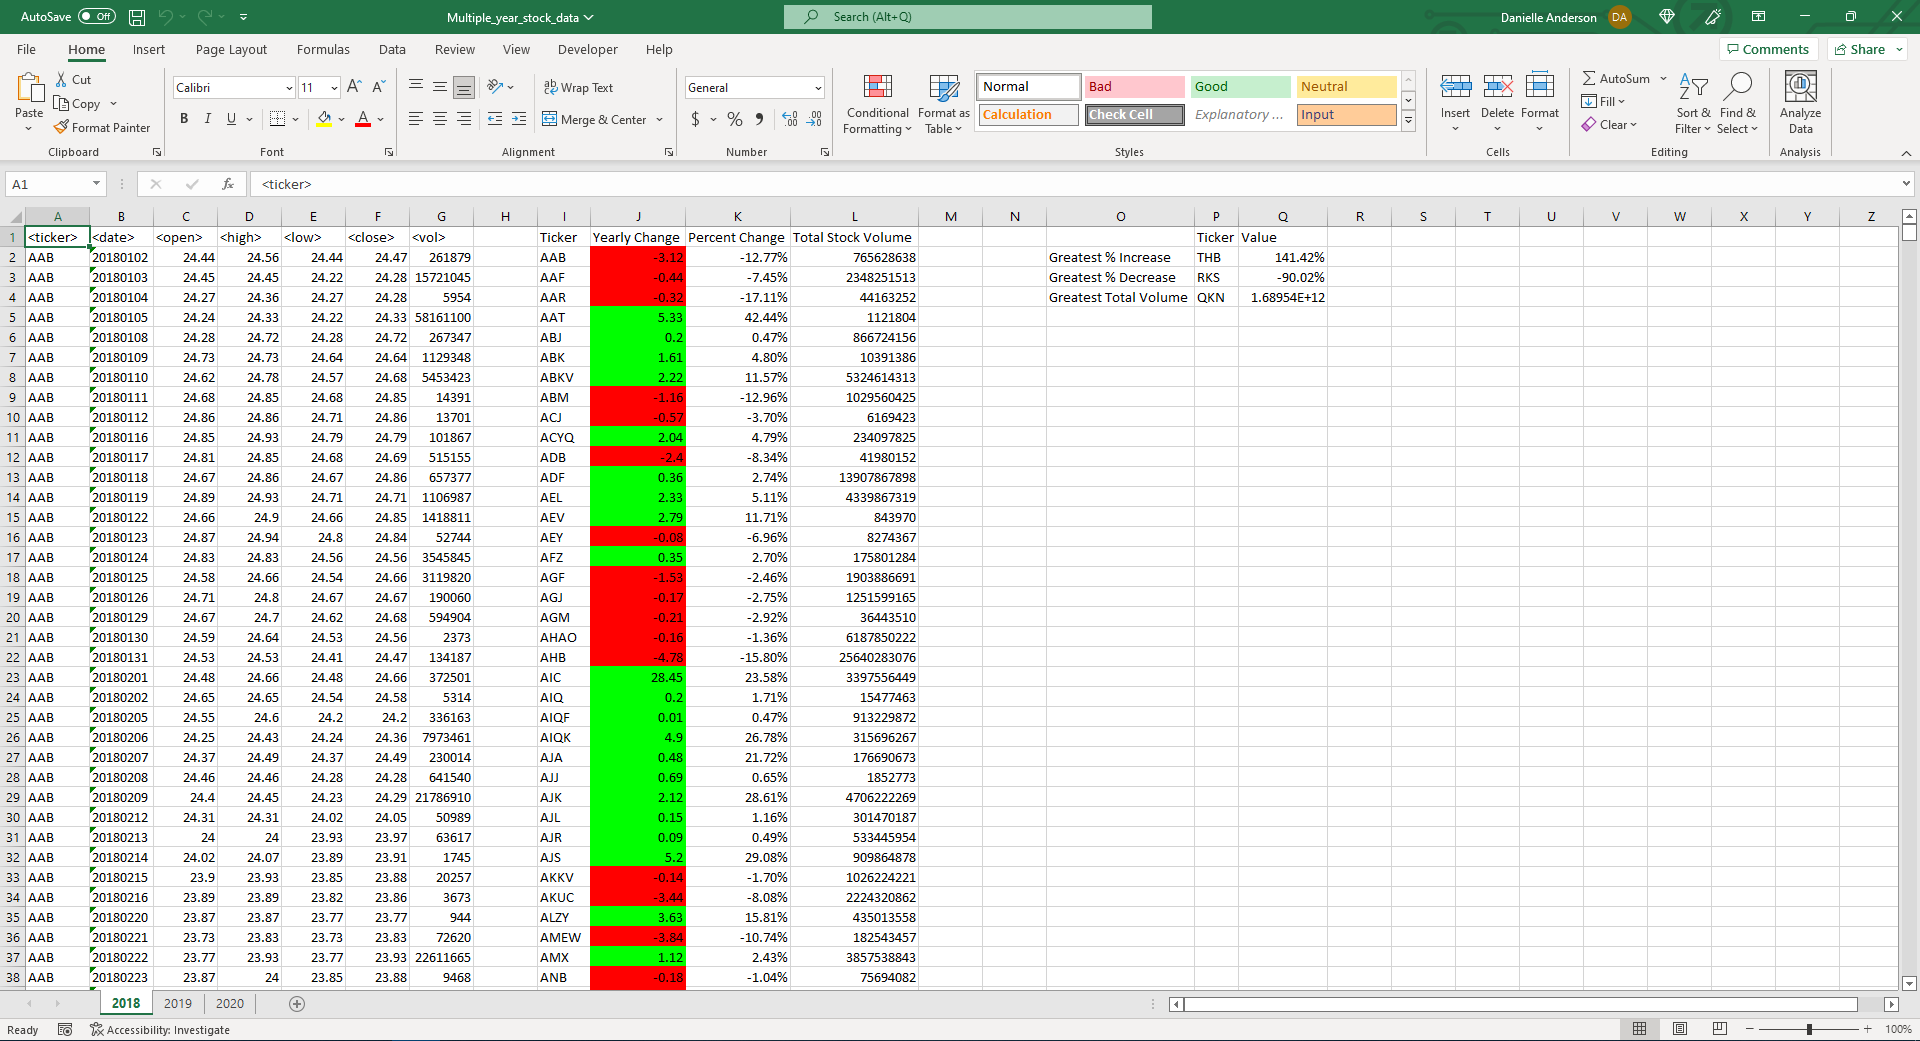 AutoSave Off Multiple_year_stock_data Search (Alt+Q) Danielle Anderson DA
File Home Insert Page Layout Formulas Data Review View Developer Help Comments Share
Paste Cut Copy Format Painter Clipboard
Calibri 11 B I U A A Font
Wrap Text Merge & Center Alignment
General $ % Number
Conditional Formatting Format as Table
Normal Bad Good Neutral
Calculation Check Cell Explanatory ... Input
Styles
Insert Delete Format Cells
AutoSum Fill Clear Sort & Filter Find & Select Editing
Analyze Data Analysis
A1 fx <ticker>
A B C D E F G H I J K L M N O P Q R S T U V W X Y Z
1 <ticker> <date> <open> <high> <low> <close> <vol> Ticker Yearly Change Percent Change Total Stock Volume Ticker Value
2 AAB 20180102 24.44 24.56 24.44 24.47 261879 AAB -3.12 -12.77% 765628638 Greatest % Increase THB 141.42%
3 AAB 20180103 24.45 24.45 24.22 24.28 15721045 AAF -0.44 -7.45% 2348251513 Greatest % Decrease RKS -90.02%
4 AAB 20180104 24.27 24.36 24.27 24.28 5954 AAR -0.32 -17.11% 44163252 Greatest Total Volume QKN 1.68954E+12
5 AAB 20180105 24.24 24.33 24.22 24.33 58161100 AAT 5.33 42.44% 1121804
6 AAB 20180108 24.28 24.72 24.28 24.72 267347 ABJ 0.2 0.47% 866724156
7 AAB 20180109 24.73 24.73 24.64 24.64 1129348 ABK 1.61 4.80% 10391386
8 AAB 20180110 24.62 24.78 24.57 24.68 5453423 ABKV 2.22 11.57% 5324614313
9 AAB 20180111 24.68 24.85 24.68 24.85 14391 ABM -1.16 -12.96% 1029560425
10 AAB 20180112 24.86 24.86 24.71 24.86 13701 ACJ -0.57 -3.70% 6169423
11 AAB 20180116 24.85 24.93 24.79 24.79 101867 ACYQ 2.04 4.79% 234097825
12 AAB 20180117 24.81 24.85 24.68 24.69 515155 ADB -2.4 -8.34% 41980152
13 AAB 20180118 24.67 24.86 24.67 24.86 657377 ADF 0.36 2.74% 13907867898
14 AAB 20180119 24.89 24.93 24.71 24.71 1106987 AEL 2.33 5.11% 4339867319
15 AAB 20180122 24.66 24.9 24.66 24.85 1418811 AEV 2.79 11.71% 843970
16 AAB 20180123 24.87 24.94 24.8 24.84 52744 AEY -0.08 -6.96% 8274367
17 AAB 20180124 24.83 24.83 24.56 24.56 3545845 AFZ 0.35 2.70% 175801284
18 AAB 20180125 24.58 24.66 24.54 24.66 3119820 AGF -1.53 -2.46% 1903886691
19 AAB 20180126 24.71 24.8 24.67 24.67 190060 AGJ -0.17 -2.75% 1251599165
20 AAB 20180129 24.67 24.7 24.62 24.68 594904 AGM -0.21 -2.92% 36443510
21 AAB 20180130 24.59 24.64 24.53 24.56 2373 AHAO -0.16 -1.36% 6187850222
22 AAB 20180131 24.53 24.53 24.41 24.47 134187 AHB -4.78 -15.80% 25640283076
23 AAB 20180201 24.48 24.66 24.48 24.66 372501 AIC 28.45 23.58% 3397556449
24 AAB 20180202 24.65 24.65 24.54 24.58 5314 AIQ 0.2 1.71% 15477463
25 AAB 20180205 24.55 24.6 24.2 24.2 336163 AIQF 0.01 0.47% 913229872
26 AAB 20180206 24.25 24.43 24.24 24.36 7973461 AIQK 4.9 26.78% 315696267
27 AAB 20180207 24.37 24.49 24.37 24.49 230014 AJA 0.48 21.72% 176690673
28 AAB 20180208 24.46 24.46 24.28 24.28 641540 AJJ 0.69 0.65% 1852773
29 AAB 20180209 24.4 24.45 24.23 24.29 21786910 AJK 2.12 28.61% 4706222269
30 AAB 20180212 24.31 24.31 24.02 24.05 50989 AJL 0.15 1.16% 301470187
31 AAB 20180213 24 24 23.93 23.97 63617 AJR 0.09 0.49% 533445954
32 AAB 20180214 24.02 24.07 23.89 23.91 1745 AJS 5.2 29.08% 909864878
33 AAB 20180215 23.9 23.93 23.85 23.88 20257 AKKV -0.14 -1.70% 1026224221
34 AAB 20180216 23.89 23.89 23.82 23.86 3673 AKUC -3.44 -8.08% 2224320862
35 AAB 20180220 23.87 23.87 23.77 23.77 944 ALZY 3.63 15.81% 435013558
36 AAB 20180221 23.73 23.83 23.73 23.83 72620 AMEW -3.84 -10.74% 182543457
37 AAB 20180222 23.77 23.93 23.77 23.93 22611665 AMX 1.12 2.43% 3857538843
38 AAB 20180223 23.87 24 23.85 23.88 9468 ANB -0.18 -1.04% 75694082
2018 2019 2020
Ready Accessibility: Investigate 100%